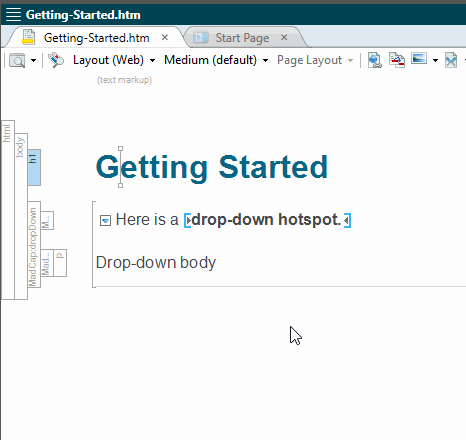 Getting-Started.htm
Getting-Started.htm × Start Page ×
Layout (Web) Medium (default) Page Layout
(text markup)
html
body
h1
Getting Started
MadCap:dropDown
M...
Here is a drop-down hotspot.
Mad...
p
Drop-down body